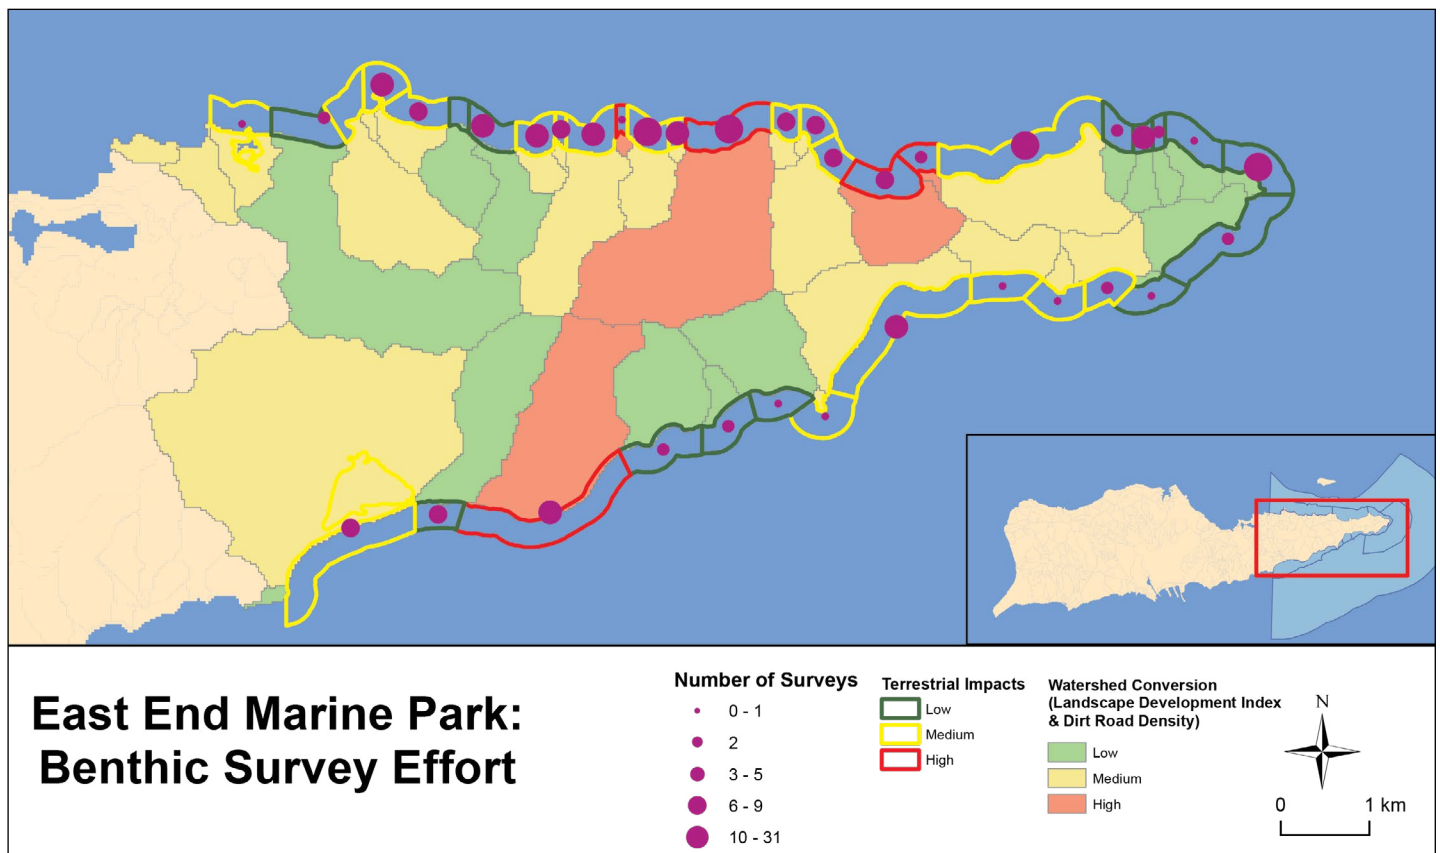 East End Marine Park:
Benthic Survey Effort
Number of Surveys
0 - 1
2
3 - 5
6 - 9
10 - 31
Terrestrial Impacts
Low
Medium
High
Watershed Conversion
(Landscape Development Index
& Dirt Road Density)
Low
Medium
High
N
0 1 km